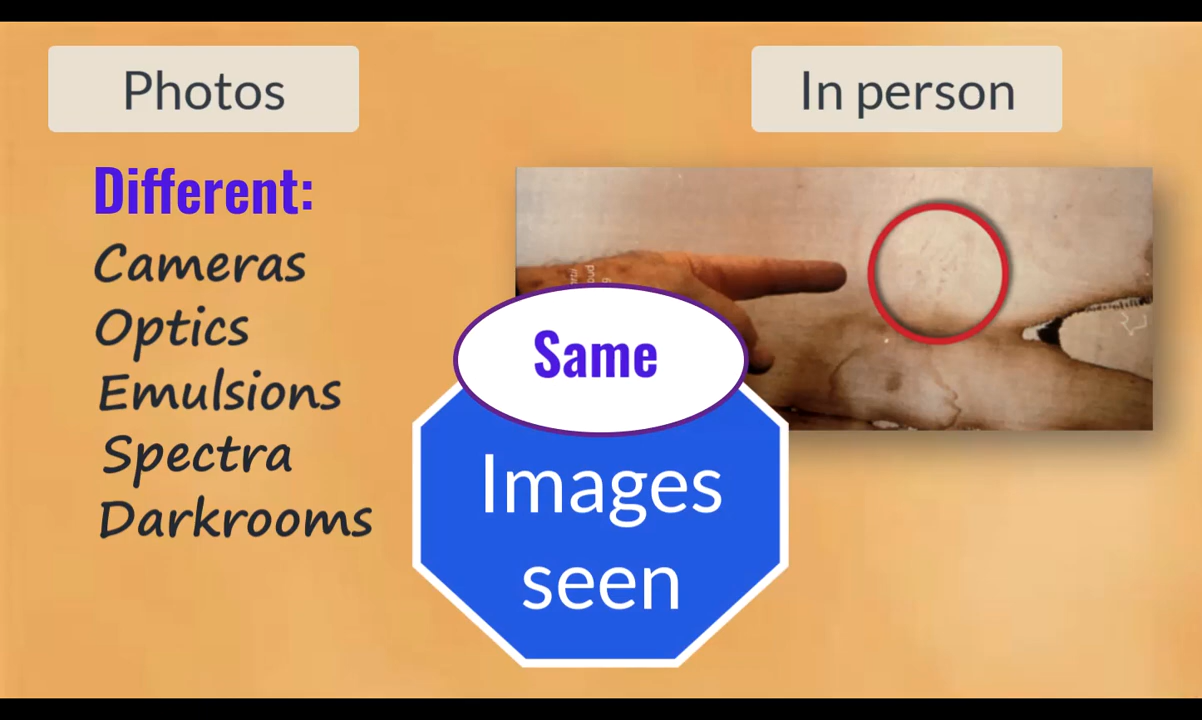 Photos
In person
Different:
Cameras
Optics
Emulsions
Spectra
Darkrooms
Same
Images
seen